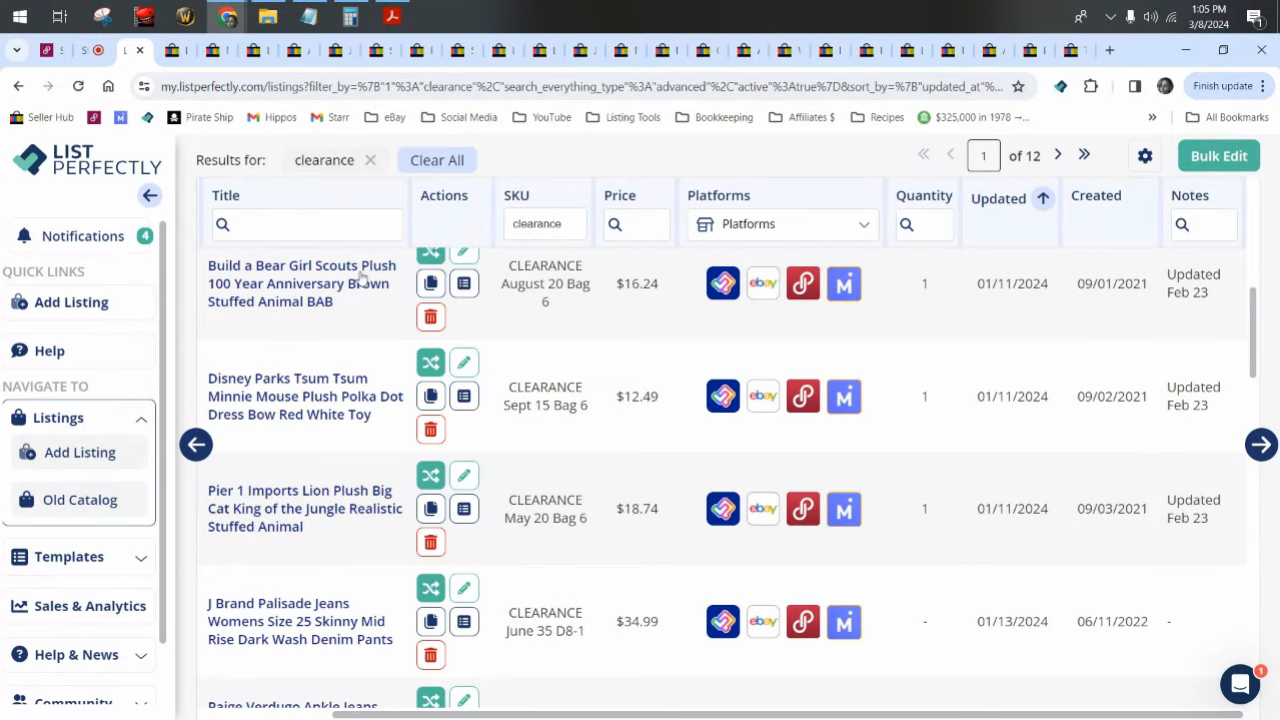 1:05 PM
3/8/2024
1
S
L
my.listperfectly.com/listings?filter_by=%7B"1"%3A"clearance"%2C"search_everything_type"%3A"advanced"%2C"active"%3Atrue%7D&sort_by=%7B"updated_at"%...
Finish update
Seller Hub
Pirate Ship
Hippos
Starr
eBay
Social Media
YouTube
Listing Tools
Bookkeeping
Affiliates $
Recipes
$325,000 in 1978 –...
»
All Bookmarks
LIST
PERFECTLY
Results for:
clearance
Clear All
1
of 12
Bulk Edit
Title
Actions
SKU
Price
Platforms
Quantity
Updated
Created
Notes
clearance
Platforms
Notifications
4
QUICK LINKS
Add Listing
Help
NAVIGATE TO
Listings
Add Listing
Old Catalog
Templates
Sales & Analytics
Help & News
Community
Build a Bear Girl Scouts Plush
100 Year Anniversary Brown
Stuffed Animal BAB
CLEARANCE
August 20 Bag
6
$16.24
ebay
1
01/11/2024
09/01/2021
Updated
Feb 23
Disney Parks Tsum Tsum
Minnie Mouse Plush Polka Dot
Dress Bow Red White Toy
CLEARANCE
Sept 15 Bag 6
$12.49
ebay
1
01/11/2024
09/02/2021
Updated
Feb 23
Pier 1 Imports Lion Plush Big
Cat King of the Jungle Realistic
Stuffed Animal
CLEARANCE
May 20 Bag 6
$18.74
ebay
1
01/11/2024
09/03/2021
Updated
Feb 23
J Brand Palisade Jeans
Womens Size 25 Skinny Mid
Rise Dark Wash Denim Pants
CLEARANCE
June 35 D8-1
$34.99
ebay
-
01/13/2024
06/11/2022
-
Paige Verdugo Ankle Jeans
1